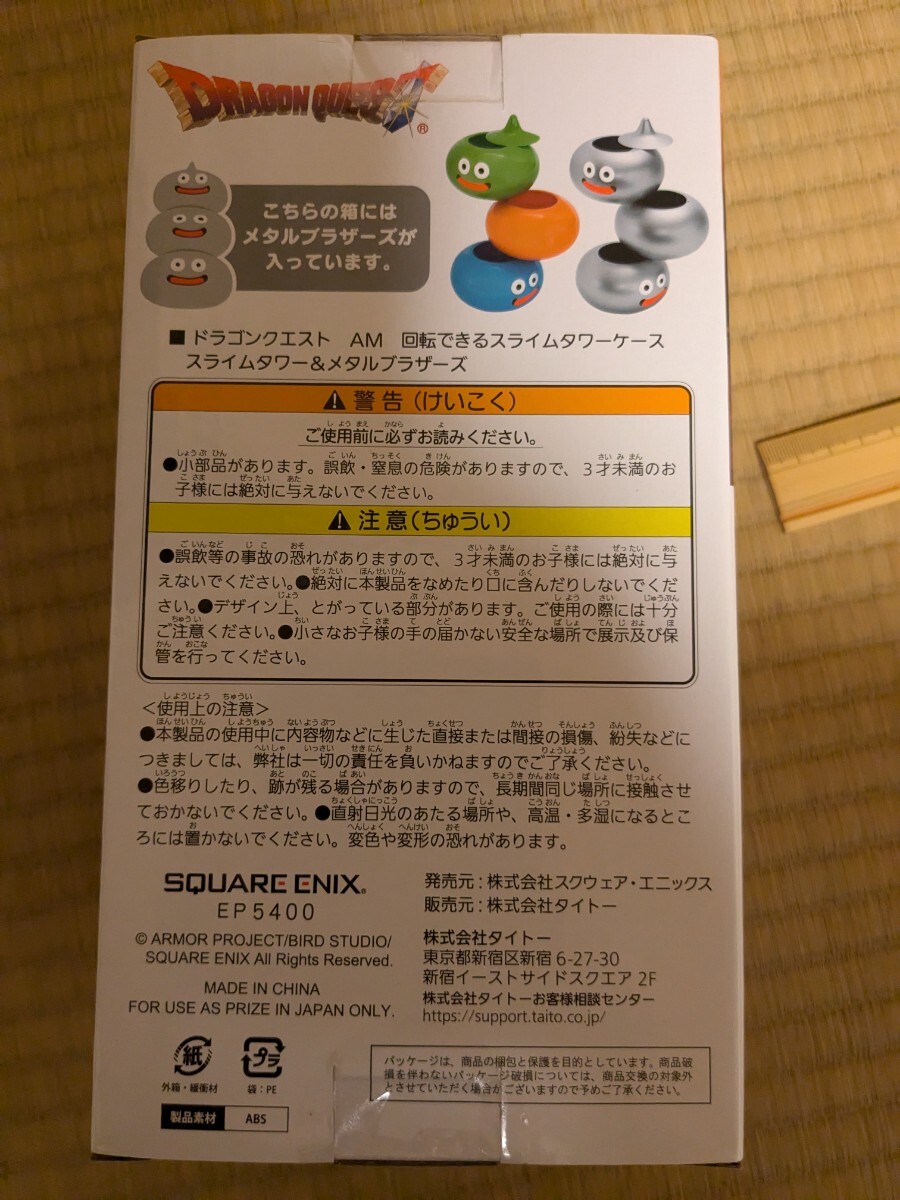 DRAGON QUEST®
こちらの箱には
メタルブラザーズが
入っています。
■ドラゴンクエスト AM 回転できるスライムタワーケース
スライムタワー＆メタルブラザーズ
警告（けいこく）
ご使用前に必ずお読みください。
●小部品があります。誤飲・窒息の危険がありますので、3才未満のお
子様には絶対に与えないでください。
注意（ちゅうい）
●誤飲等の事故の恐れがありますので、3才未満のお子様には絶対に与
えないでください。●絶対に本製品をなめたり口に含んだりしないでくだ
さい。●デザイン上、とがっている部分があります。ご使用の際には十分
ご注意ください。●小さなお子様の手の届かない安全な場所で展示及び保
管を行ってください。
＜使用上の注意＞
●本製品の使用中に内容物などに生じた直接または間接の損傷、紛失などに
つきましては、弊社は一切の責任を負いかねますのでご了承ください。
●色移りしたり、跡が残る場合がありますので、長期間同じ場所に接触させ
ておかないでください。●直射日光のあたる場所や、高温・多湿になるとこ
ろには置かないでください。変色や変形の恐れがあります。
SQUARE ENIX®
EP5400
© ARMOR PROJECT/BIRD STUDIO/
SQUARE ENIX All Rights Reserved.
MADE IN CHINA
FOR USE AS PRIZE IN JAPAN ONLY.
発売元：株式会社スクウェア・エニックス
販売元：株式会社タイトー
株式会社タイトー
東京都新宿区新宿 6-27-30
新宿イーストサイドスクエア 2F
株式会社タイトーお客様相談センター
https://support.taito.co.jp/
紙
外箱・緩衝材
プラ
袋：PE
製品素材 ABS
パッケージは、商品の梱包と保護を目的としています。商品破
損を伴わないパッケージ破損については、商品交換の対象外
とさせていただく場合がございますので予めご了承ください。